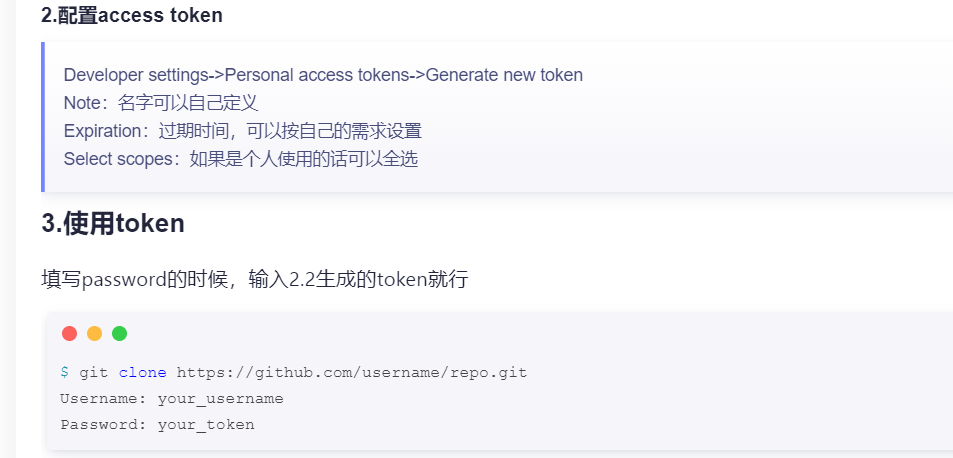 2.配置access token
Developer settings->Personal access tokens->Generate new token
Note：名字可以自己定义
Expiration：过期时间，可以按自己的需求设置
Select scopes：如果是个人使用的话可以全选
3.使用token
填写password的时候，输入2.2生成的token就行
$ git clone https://github.com/username/repo.git
Username: your_username
Password: your_token